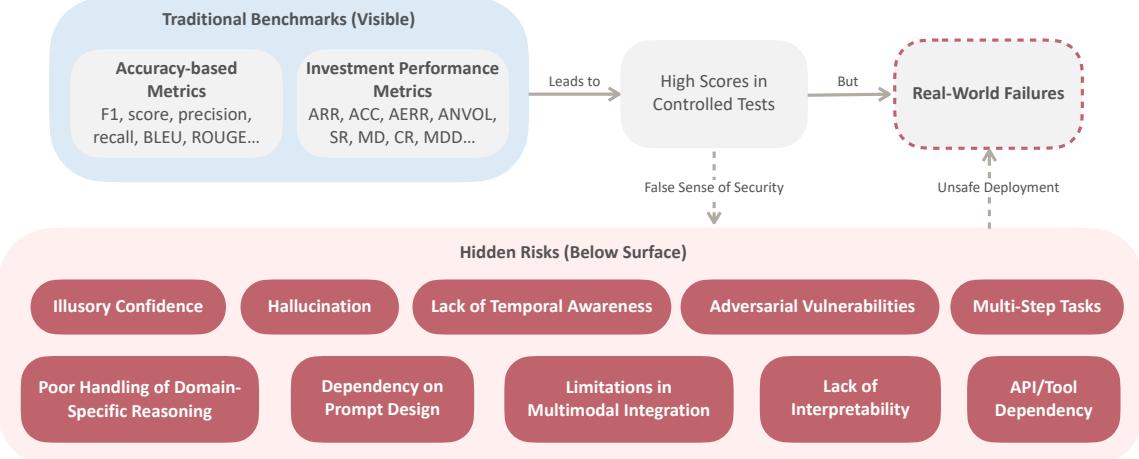 Traditional Benchmarks (Visible)
Accuracy-based
Metrics
F1, score, precision,
recall, BLEU, ROUGE...
Investment Performance
Metrics
ARR, ACC, AERR, ANVOL,
SR, MD, CR, MDD...
Leads to
High Scores in
Controlled Tests
But
Real-World Failures
False Sense of Security
Unsafe Deployment
Hidden Risks (Below Surface)
Illusory Confidence
Hallucination
Lack of Temporal Awareness
Adversarial Vulnerabilities
Multi-Step Tasks
Poor Handling of Domain-
Specific Reasoning
Dependency on
Prompt Design
Limitations in
Multimodal Integration
Lack of
Interpretability
API/Tool
Dependency